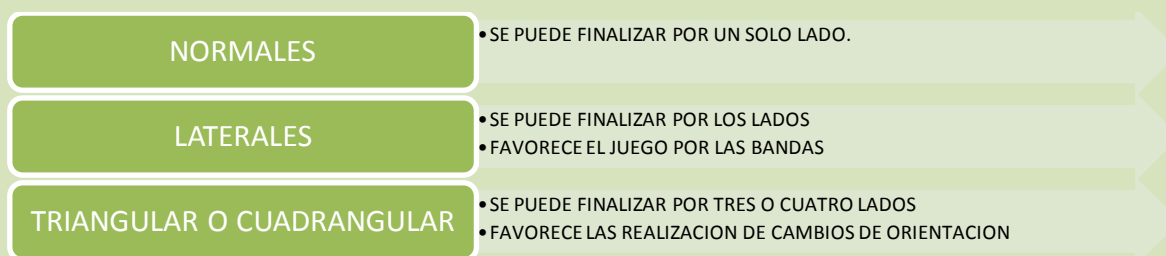 NORMALES
• SE PUEDE FINALIZAR POR UN SOLO LADO.
LATERALES
• SE PUEDE FINALIZAR POR LOS LADOS
• FAVORECE EL JUEGO POR LAS BANDAS
TRIANGULAR O CUADRANGULAR
• SE PUEDE FINALIZAR POR TRES O CUATRO LADOS
• FAVORECE LAS REALIZACION DE CAMBIOS DE ORIENTACION